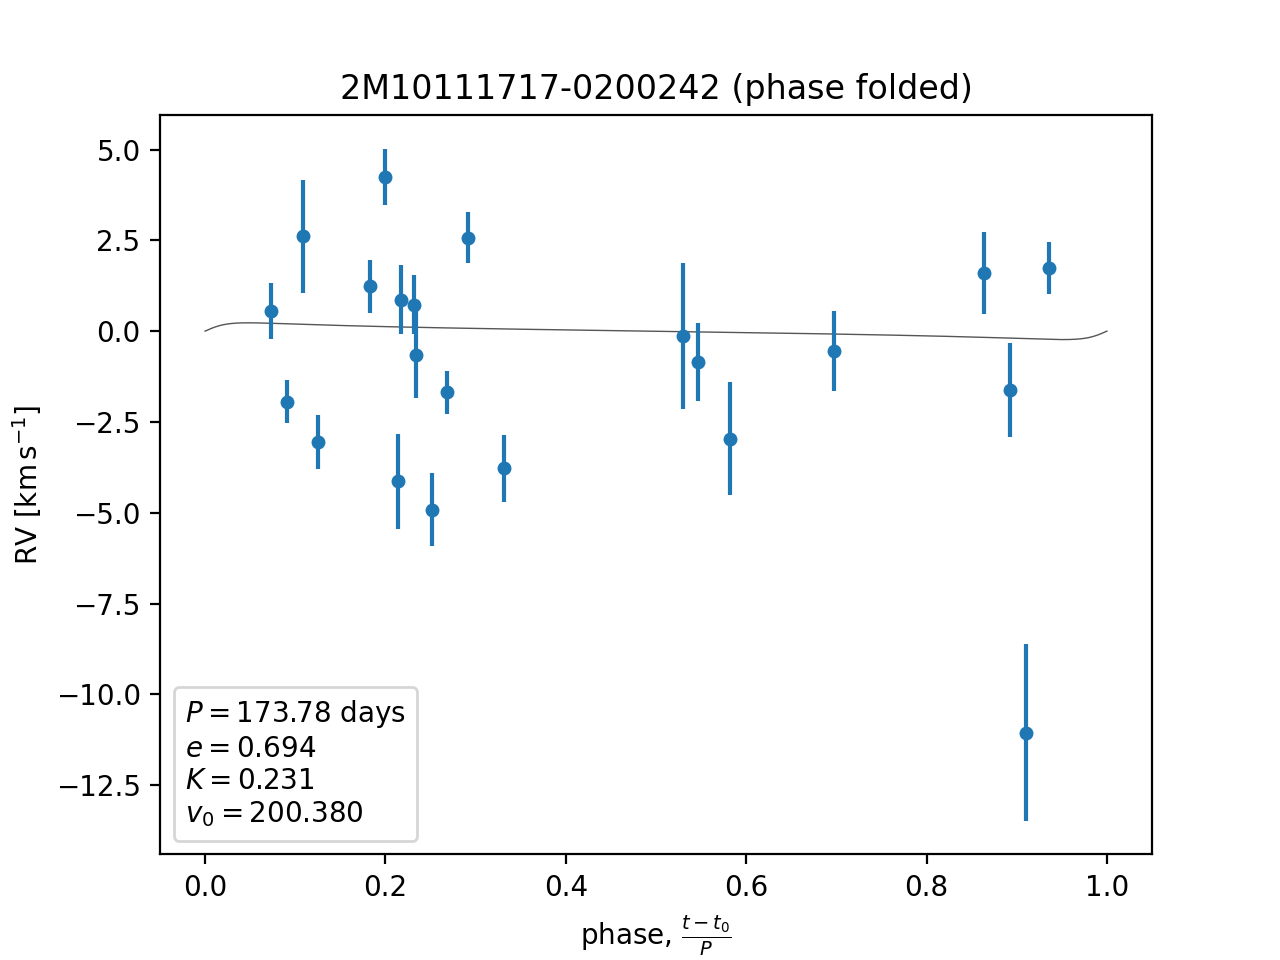 2M10111717-0200242 (phase folded)
5.0
2.5
0.0
−2.5
−5.0
−7.5
−10.0
−12.5
RV [km s⁻¹]
P = 173.78 days
e = 0.694
K = 0.231
v₀ = 200.380
0.0 0.2 0.4 0.6 0.8 1.0
phase, (t − t₀)/P